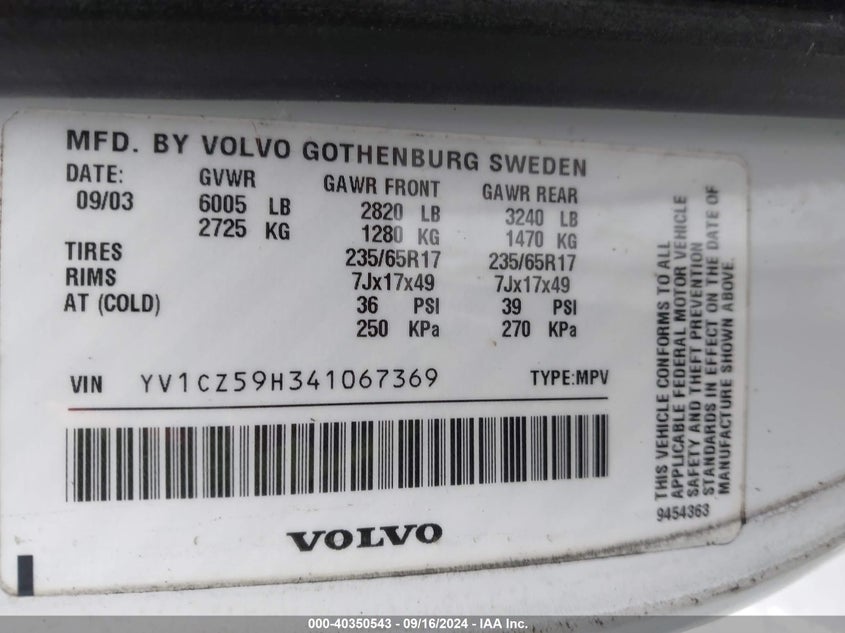 MFD. BY VOLVO GOTHENBURG SWEDEN
DATE: GVWR GAWR FRONT GAWR REAR
09/03 6005 LB 2820 LB 3240 LB
2725 KG 1280 KG 1470 KG
TIRES 235/65R17 235/65R17
RIMS 7Jx17x49 7Jx17x49
AT (COLD) 36 PSI 39 PSI
250 KPa 270 KPa
VIN YV1CZ59H341067369 TYPE:MPV
VOLVO
THIS VEHICLE CONFORMS TO ALL
APPLICABLE FEDERAL MOTOR VEHICLE
SAFETY AND THEFT PREVENTION
STANDARDS IN EFFECT ON THE DATE OF
MANUFACTURE SHOWN ABOVE.
9454363
000-40350543 - 09/16/2024 - IAA Inc.